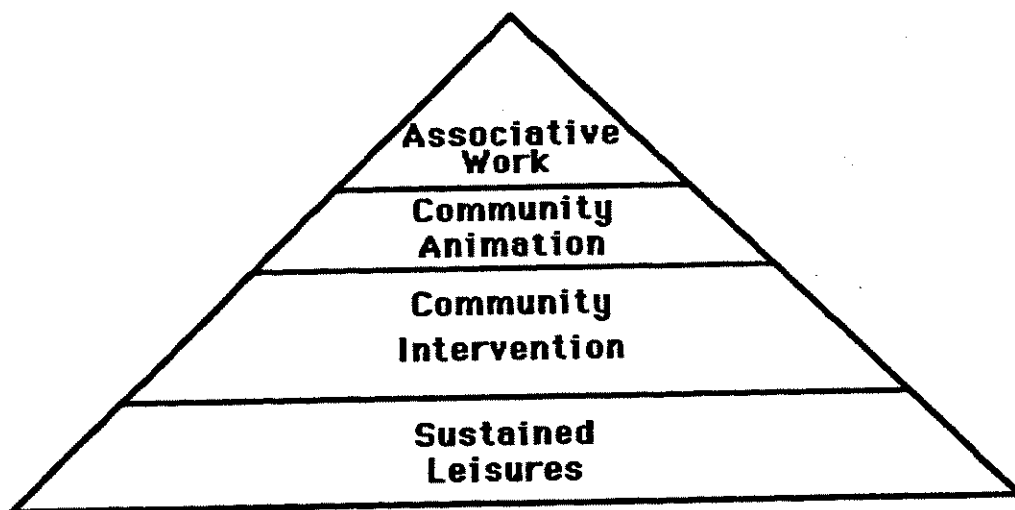 Associative
Work
Community
Animation
Community
Intervention
Sustained
Leisures